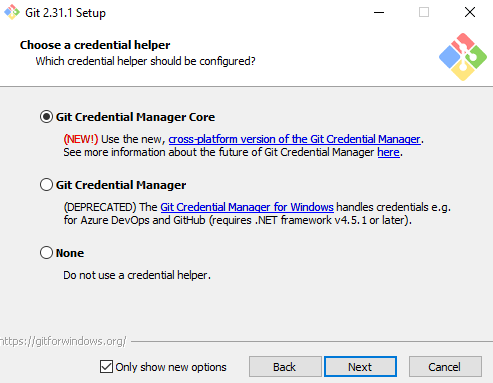 Git 2.31.1 Setup
Choose a credential helper
Which credential helper should be configured?
Git Credential Manager Core
(NEW!) Use the new, cross-platform version of the Git Credential Manager.
See more information about the future of Git Credential Manager here.
Git Credential Manager
(DEPRECATED) The Git Credential Manager for Windows handles credentials e.g.
for Azure DevOps and GitHub (requires .NET framework v4.5.1 or later).
None
Do not use a credential helper.
https://gitforwindows.org/
Only show new options
Back
Next
Cancel